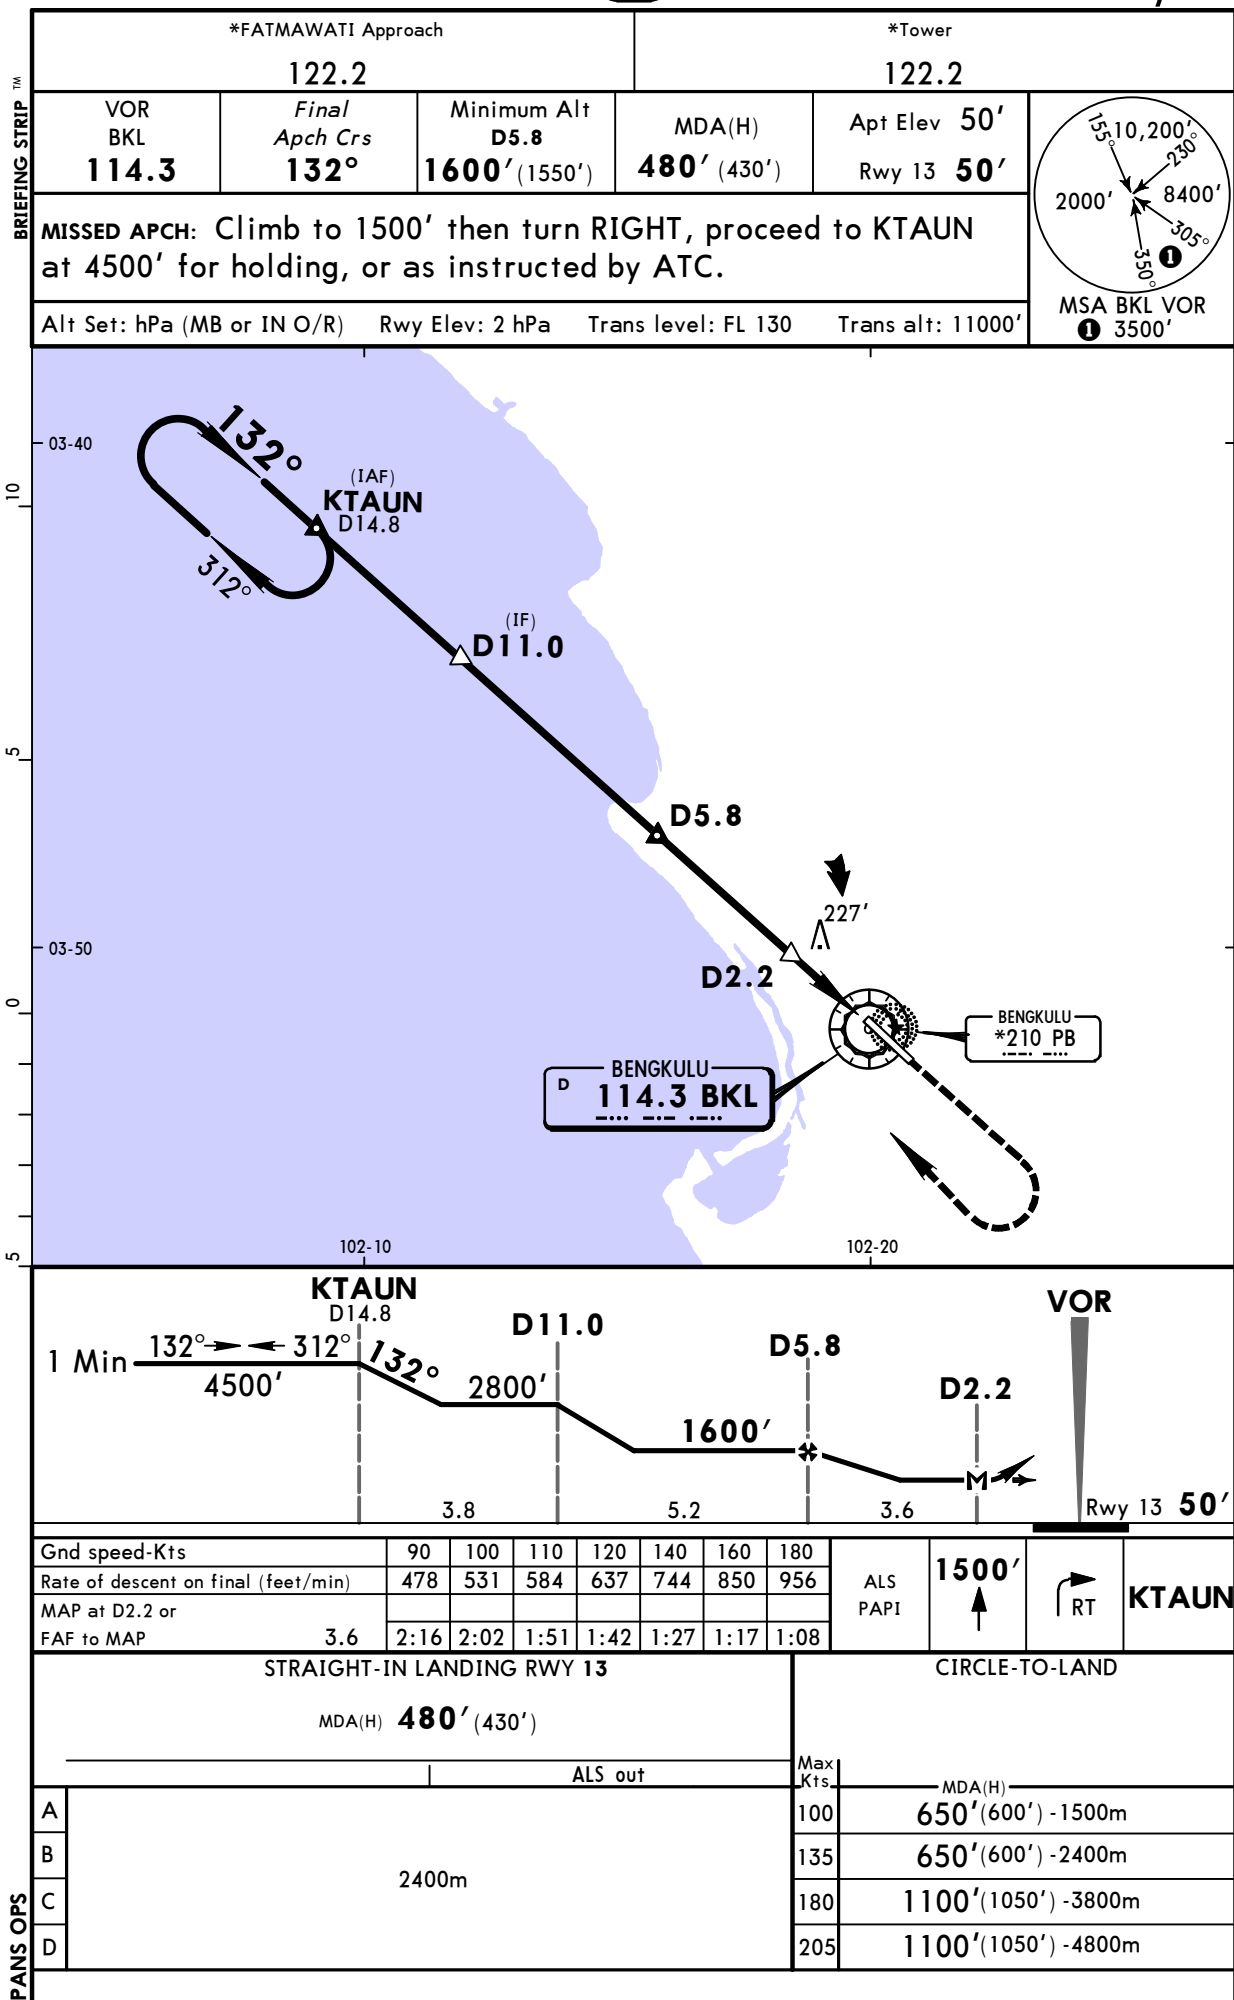 BRIEFING STRIP ™
*FATMAWATI Approach
122.2
*Tower
122.2
VOR
BKL
114.3
Final
Apch Crs
132°
Minimum Alt
D5.8
1600' (1550')
MDA(H)
480' (430')
Apt Elev 50'
Rwy 13 50'
MISSED APCH: Climb to 1500' then turn RIGHT, proceed to KTAUN
at 4500' for holding, or as instructed by ATC.
Alt Set: hPa (MB or IN O/R) Rwy Elev: 2 hPa Trans level: FL 130 Trans alt: 11000'
155°
10,200'
230°
2000'
8400'
305°
350°
1
MSA BKL VOR
1 3500'
03-40
10
132°
(IAF)
KTAUN
D14.8
312°
(IF)
D11.0
5
D5.8
227'
03-50
D2.2
0
BENGKULU
*210 PB
BENGKULU
D 114.3 BKL
5
102-10
102-20
KTAUN
D14.8
D11.0
D5.8
D2.2
VOR
1 Min
132°
312°
4500'
132°
2800'
1600'
M
3.8
5.2
3.6
Rwy 13 50'
Gnd speed-Kts 90 100 110 120 140 160 180
Rate of descent on final (feet/min) 478 531 584 637 744 850 956
MAP at D2.2 or
FAF to MAP 3.6 2:16 2:02 1:51 1:42 1:27 1:17 1:08
ALS
PAPI
1500'
RT
KTAUN
STRAIGHT-IN LANDING RWY 13
MDA(H) 480' (430')
ALS out
CIRCLE-TO-LAND
Max
Kts
MDA(H)
A
B
C
D
2400m
100 650' (600') -1500m
135 650' (600') -2400m
180 1100' (1050') -3800m
205 1100' (1050') -4800m
PANS OPS